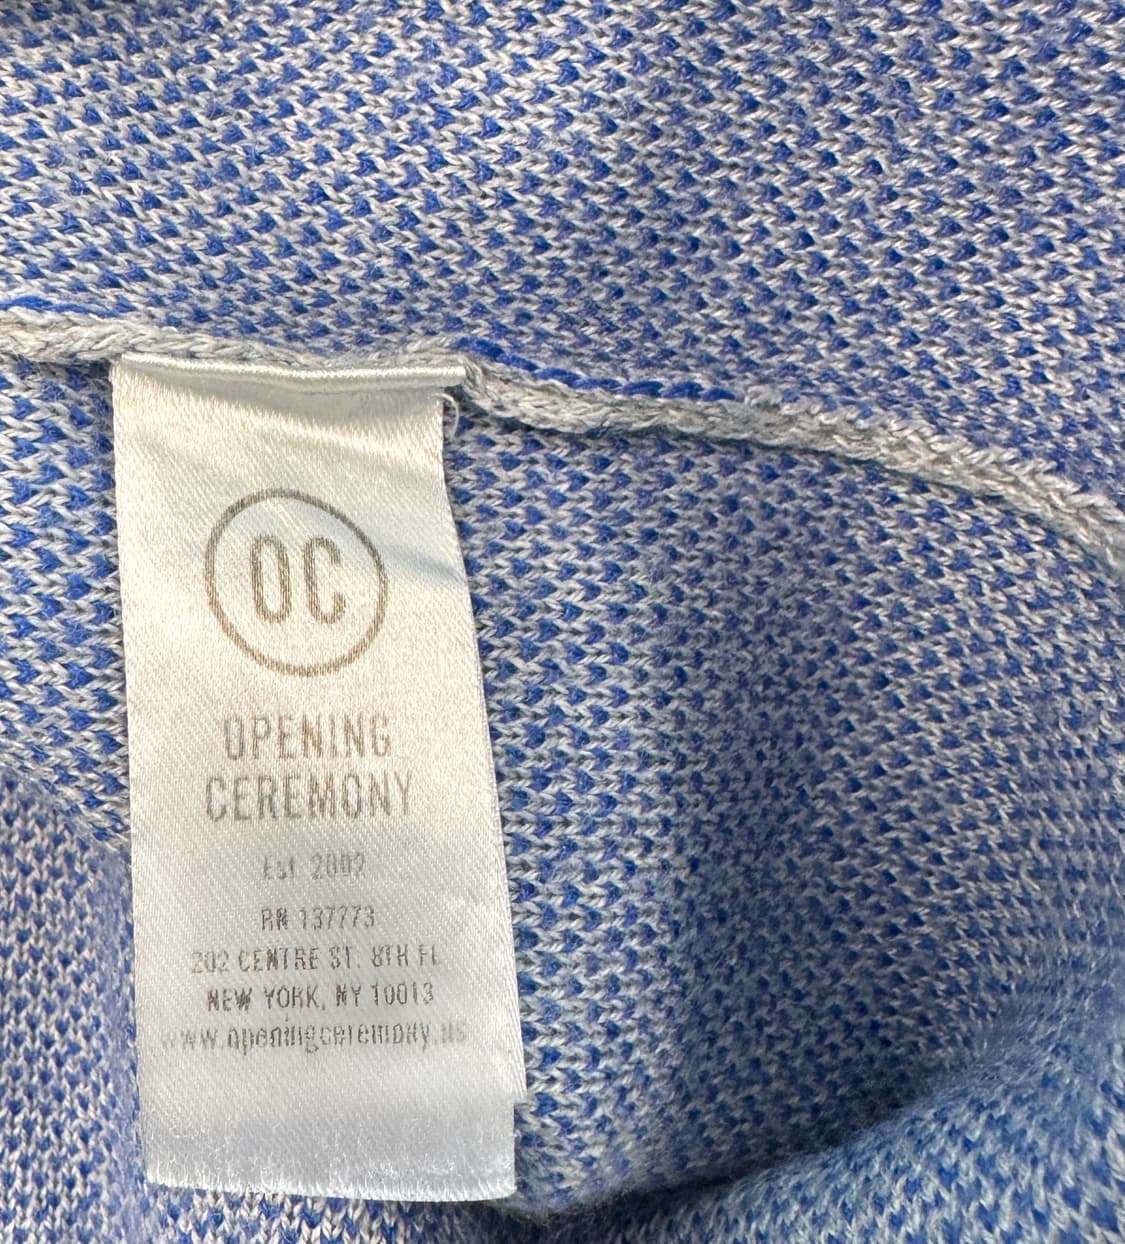 OC
OPENING
CEREMONY
Est 2002
RN 137773
202 CENTRE ST. 8TH FL
NEW YORK, NY 10013
www.openingceremony.us